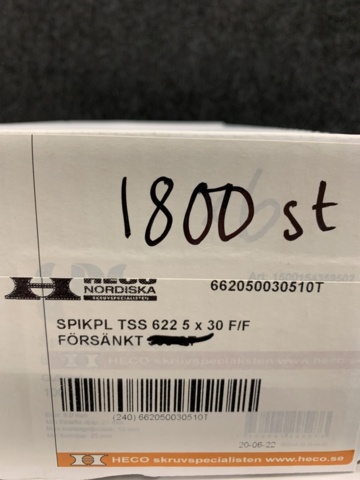 1800 st
HECO
NORDISKA
SKRUVSPECIALISTEN
662050030510T
SPIKPL TSS 622 5 x 30 F/F
FÖRSÄNKT
(240) 662050030510T
20-06-22
HECO skruvspecialisten www.heco.se